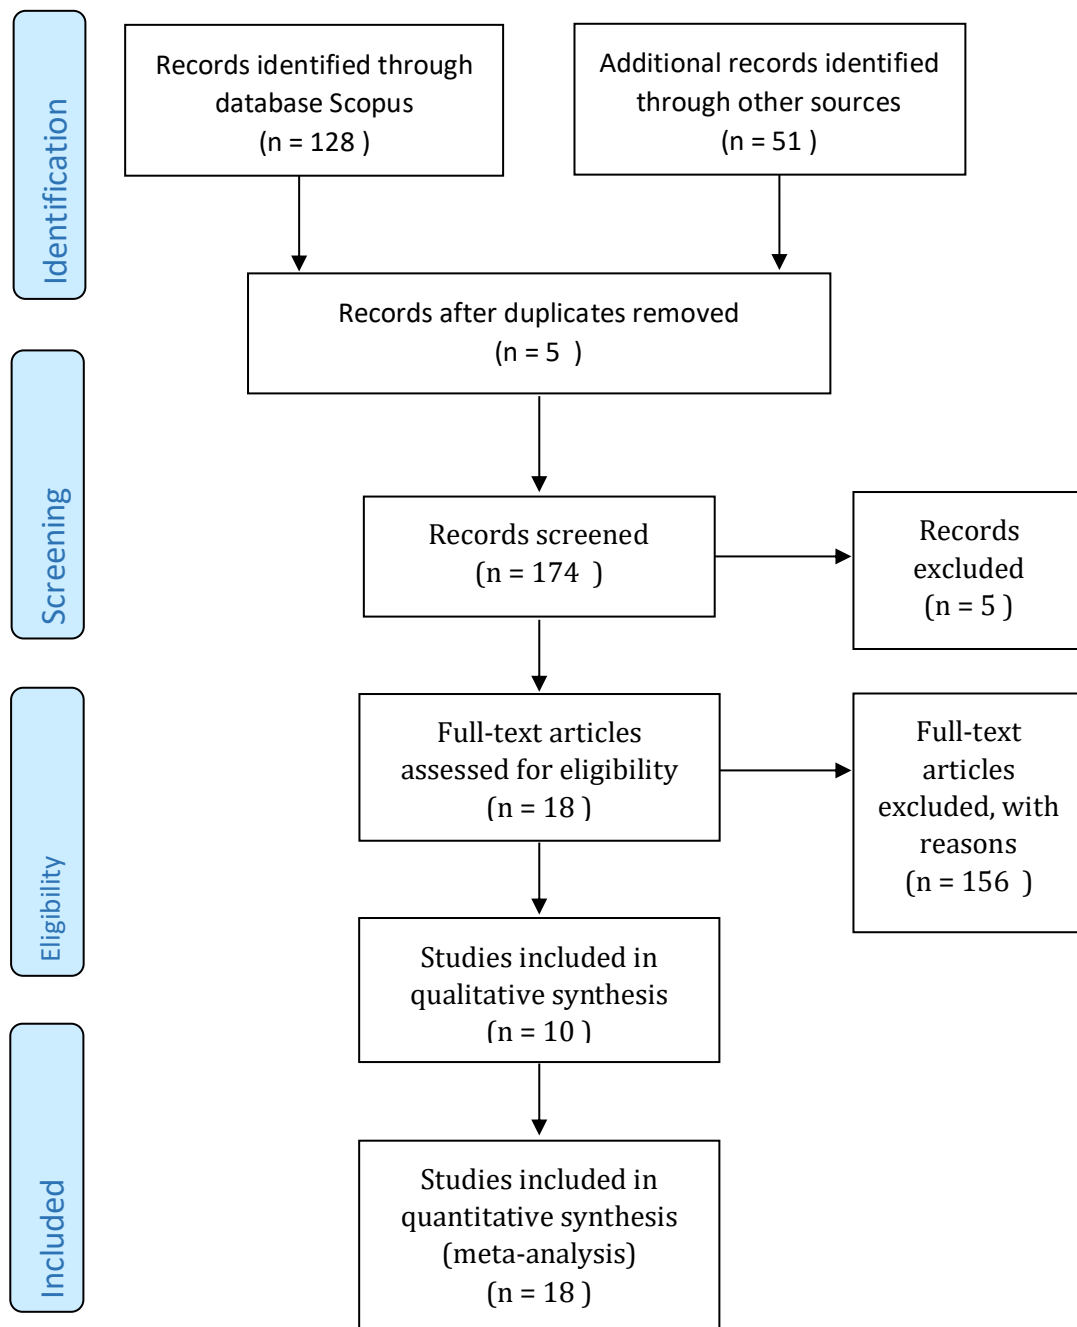 Identification
Records identified through
database Scopus
(n = 128 )
Additional records identified
through other sources
(n = 51 )
Records after duplicates removed
(n = 5 )
Screening
Records screened
(n = 174 )
Records
excluded
(n = 5 )
Eligibility
Full-text articles
assessed for eligibility
(n = 18 )
Full-text
articles
excluded, with
reasons
(n = 156 )
Studies included in
qualitative synthesis
(n = 10 )
Included
Studies included in
quantitative synthesis
(meta-analysis)
(n = 18 )